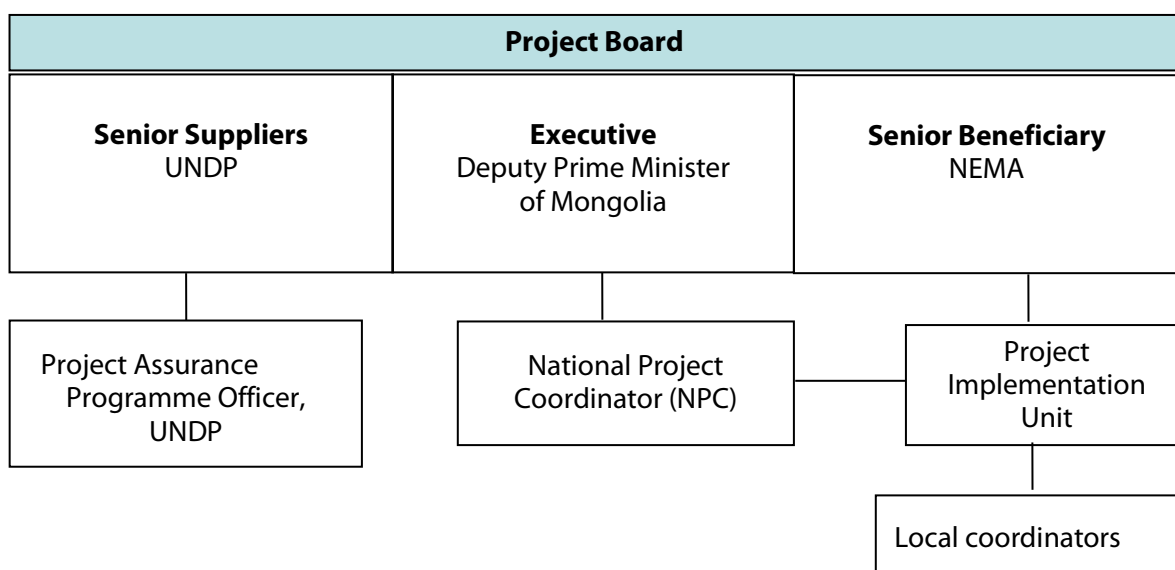 Project Board
Senior Suppliers
UNDP
Executive
Deputy Prime Minister
of Mongolia
Senior Beneficiary
NEMA
Project Assurance
Programme Officer,
UNDP
National Project
Coordinator (NPC)
Project
Implementation
Unit
Local coordinators